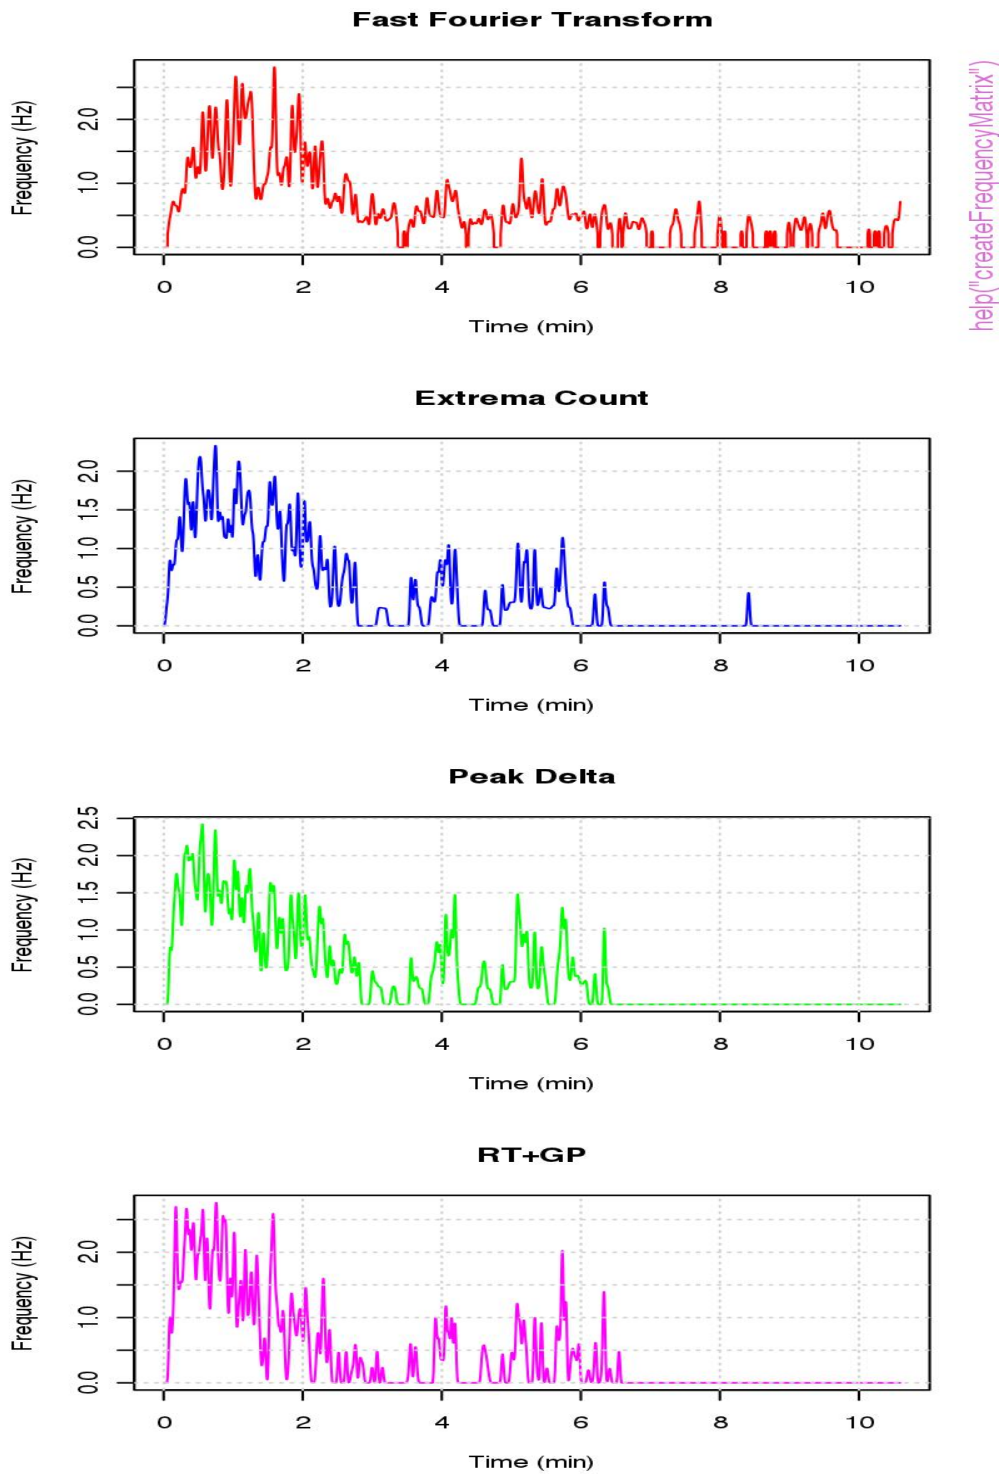 Fast Fourier Transform
Frequency (Hz)
2.0
1.0
0.0
0 2 4 6 8 10
Time (min)
help("createFrequencyMatrix")
Extrema Count
Frequency (Hz)
2.0
1.5
1.0
0.5
0.0
0 2 4 6 8 10
Time (min)
Peak Delta
Frequency (Hz)
2.5
2.0
1.5
1.0
0.5
0.0
0 2 4 6 8 10
Time (min)
RT+GP
Frequency (Hz)
2.0
1.0
0.0
0 2 4 6 8 10
Time (min)